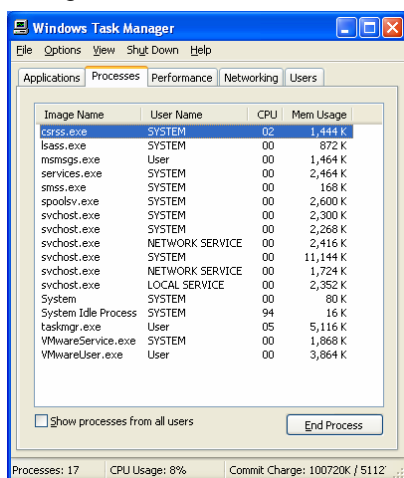 Windows Task Manager
File Options View Shut Down Help
Applications Processes Performance Networking Users
Image Name User Name CPU Mem Usage
csrss.exe SYSTEM 02 1,444 K
lsass.exe SYSTEM 00 872 K
msmsgs.exe User 00 1,464 K
services.exe SYSTEM 00 2,464 K
smss.exe SYSTEM 00 168 K
spoolsv.exe SYSTEM 00 2,600 K
svchost.exe SYSTEM 00 2,300 K
svchost.exe SYSTEM 00 2,268 K
svchost.exe NETWORK SERVICE 00 2,416 K
svchost.exe SYSTEM 00 11,144 K
svchost.exe NETWORK SERVICE 00 1,724 K
svchost.exe LOCAL SERVICE 00 2,352 K
System SYSTEM 00 80 K
System Idle Process SYSTEM 94 16 K
taskmgr.exe User 05 5,116 K
VMwareService.exe SYSTEM 00 1,868 K
VMwareUser.exe User 00 3,864 K
Show processes from all users
End Process
Processes: 17 CPU Usage: 8% Commit Charge: 100720K / 5112